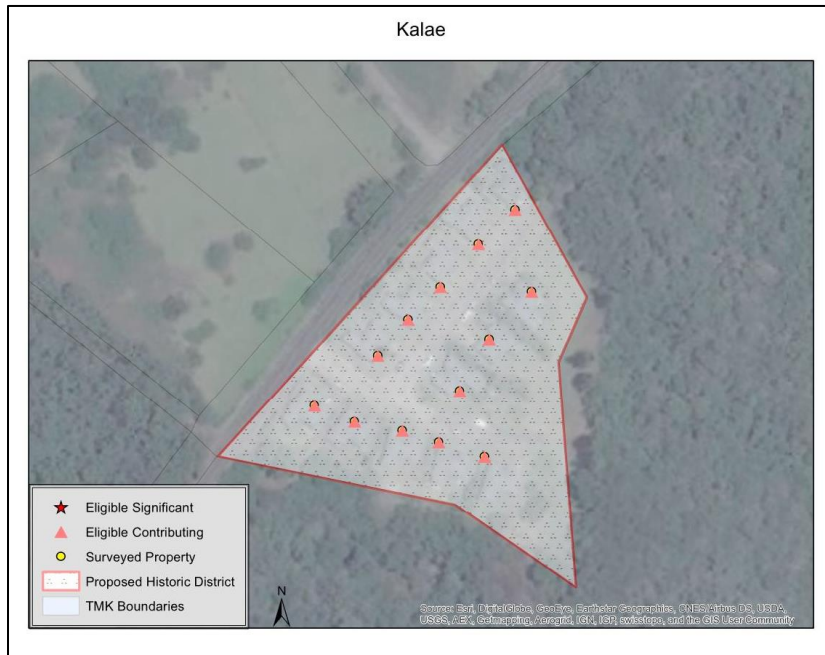 Kalae
Eligible Significant
Eligible Contributing
Surveyed Property
Proposed Historic District
TMK Boundaries
N
Source: Esri, DigitalGlobe, GeoEye, Earthstar Geographics, CNES/Airbus DS, USDA,
USGS, AEX, Getmapping, Aerogrid, IGN, IGP, swisstopo, and the GIS User Community